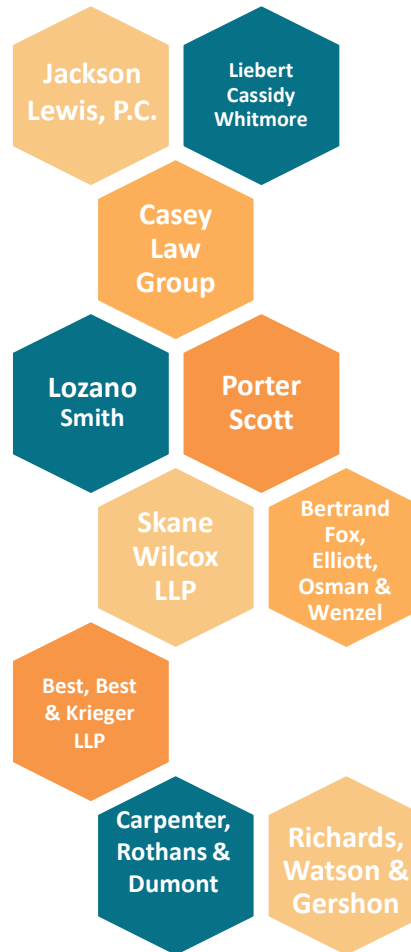 Jackson
Lewis, P.C.
Liebert
Cassidy
Whitmore
Casey
Law
Group
Lozano
Smith
Porter
Scott
Skane
Wilcox
LLP
Bertrand
Fox,
Elliott,
Osman &
Wenzel
Best, Best
& Krieger
LLP
Carpenter,
Rothans &
Dumont
Richards,
Watson &
Gershon